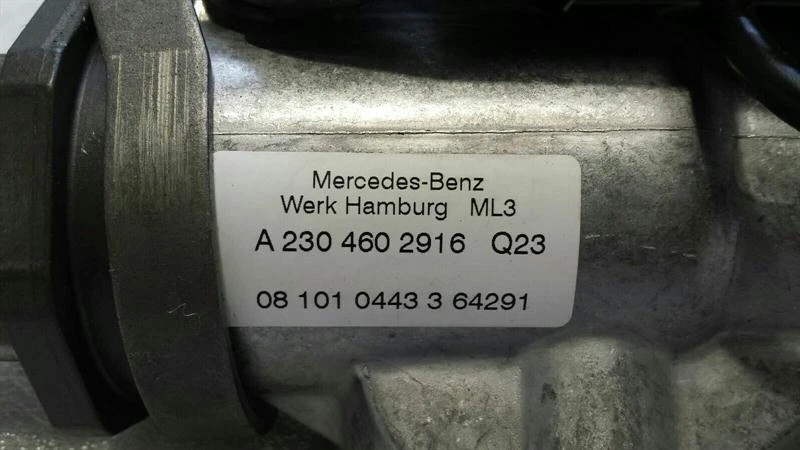 Mercedes-Benz
Werk Hamburg ML3
A 230 460 2916 Q23
08 101 0443 3 64291